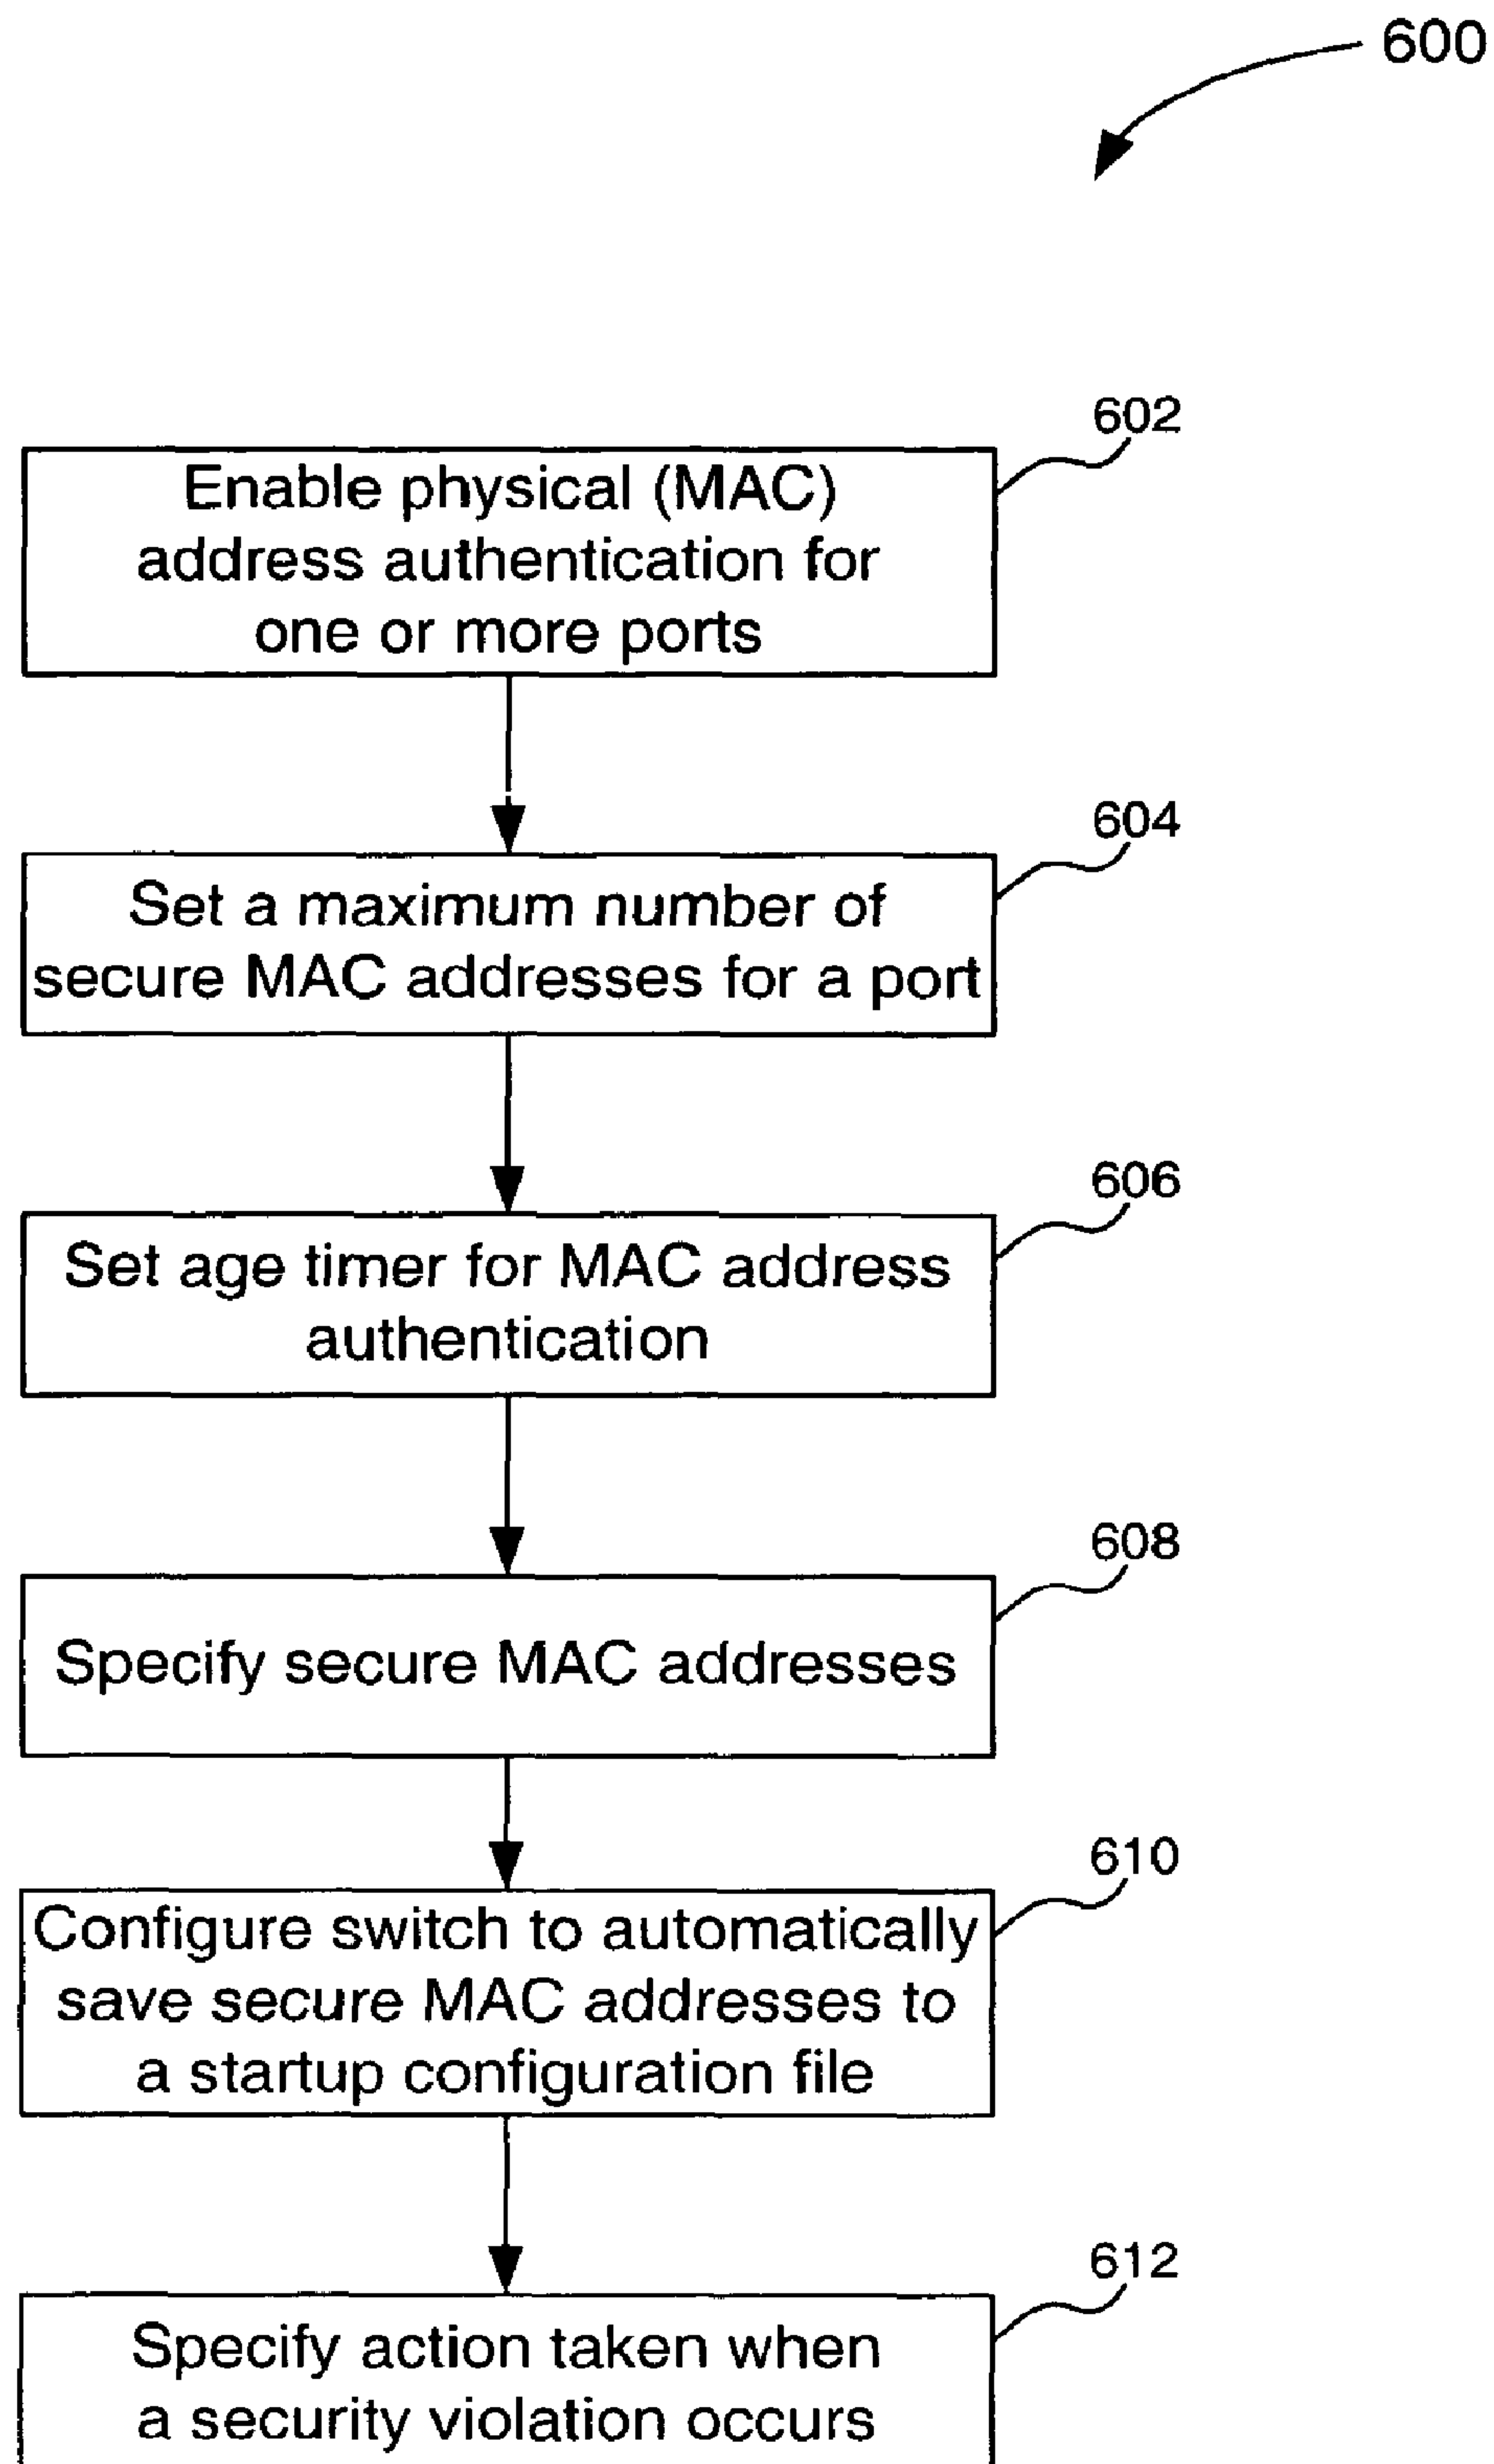 600
602
Enable physical (MAC)
address authentication for
one or more ports
604
Set a maximum number of
secure MAC addresses for a port
606
Set age timer for MAC address
authentication
608
Specify secure MAC addresses
610
Configure switch to automatically
save secure MAC addresses to
a startup configuration file
612
Specify action taken when
a security violation occurs